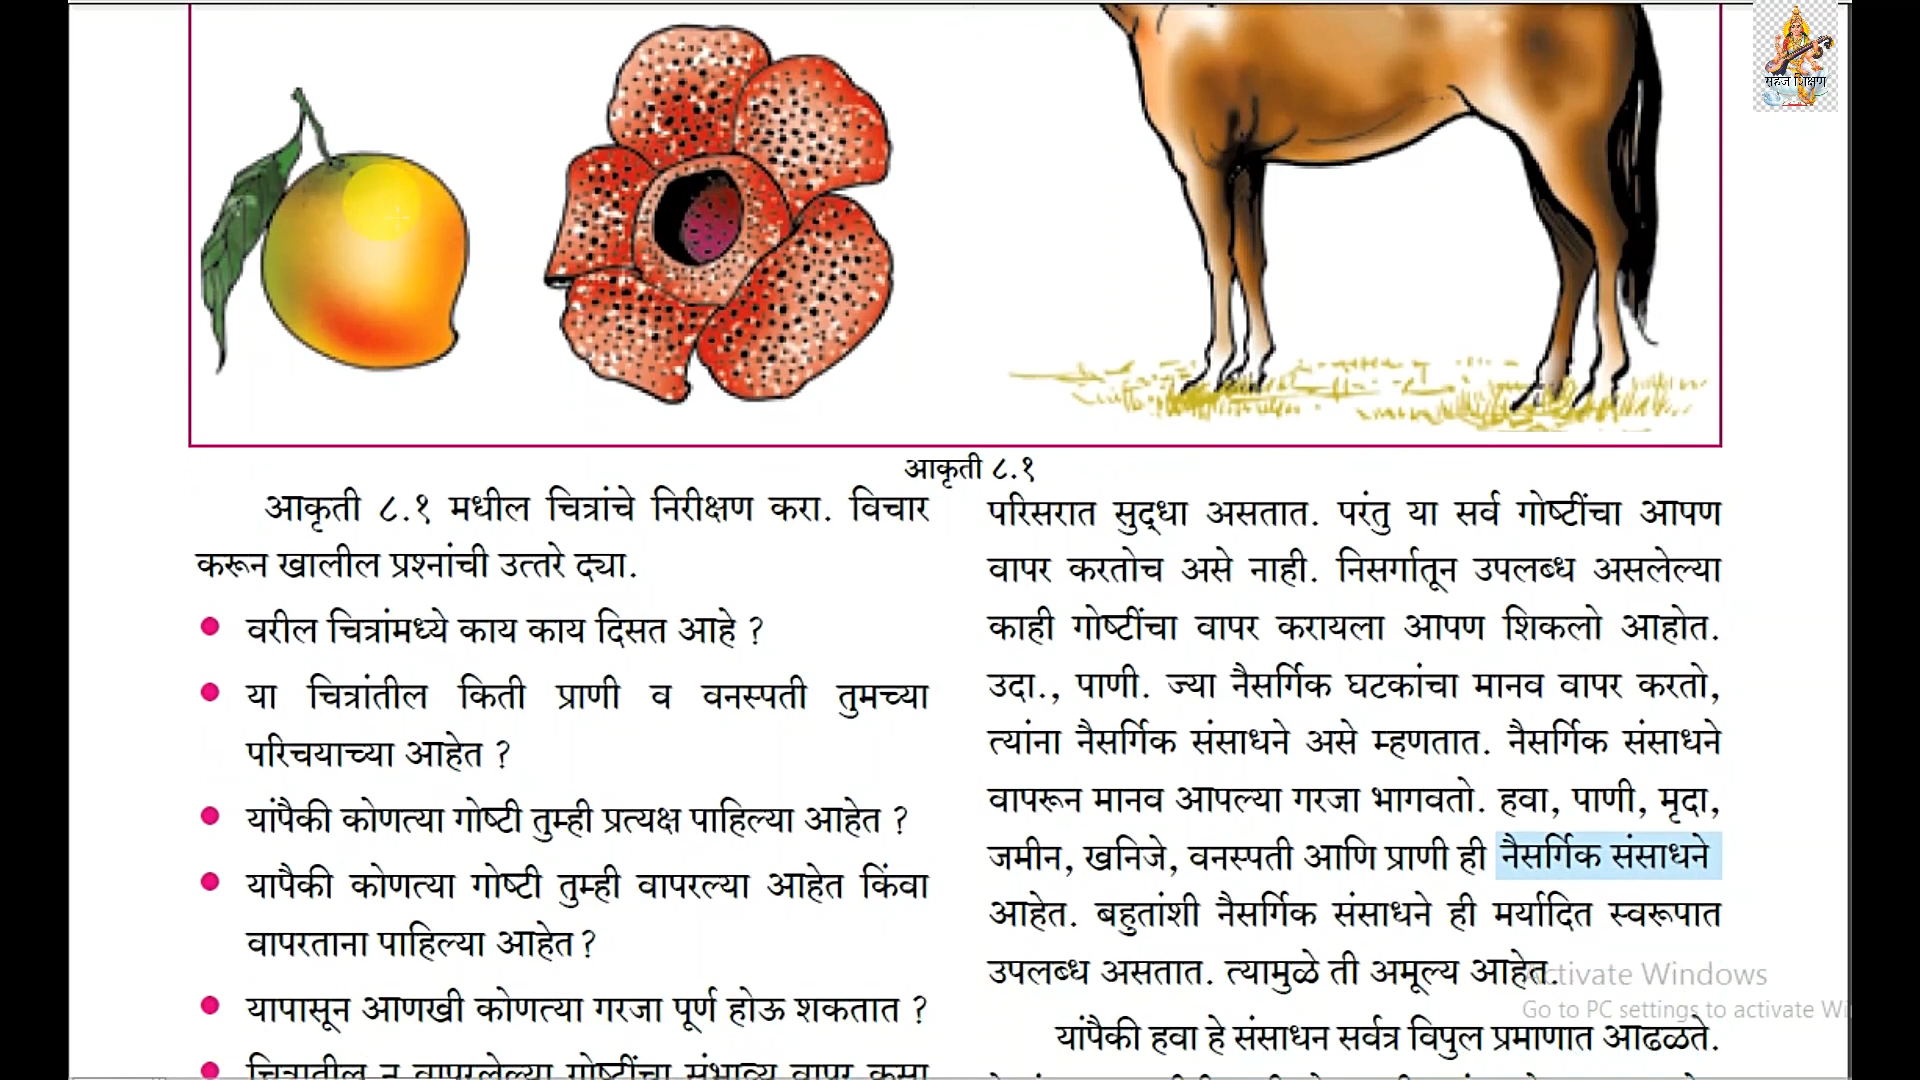 सहज शिक्षण
आकृती ८.१
आकृती ८.१ मधील चित्रांचे निरीक्षण करा. विचार
करून खालील प्रश्नांची उत्तरे द्या.
● वरील चित्रांमध्ये काय काय दिसत आहे ?
● या चित्रांतील किती प्राणी व वनस्पती तुमच्या
परिचयाच्या आहेत ?
● यांपैकी कोणत्या गोष्टी तुम्ही प्रत्यक्ष पाहिल्या आहेत ?
● यापैकी कोणत्या गोष्टी तुम्ही वापरल्या आहेत किंवा
वापरताना पाहिल्या आहेत?
● यापासून आणखी कोणत्या गरजा पूर्ण होऊ शकतात ?
● चित्रातील न वापरलेल्या गोष्टींचा संभाव्य वापर कसा
परिसरात सुद्धा असतात. परंतु या सर्व गोष्टींचा आपण
वापर करतोच असे नाही. निसर्गातून उपलब्ध असलेल्या
काही गोष्टींचा वापर करायला आपण शिकलो आहोत.
उदा., पाणी. ज्या नैसर्गिक घटकांचा मानव वापर करतो,
त्यांना नैसर्गिक संसाधने असे म्हणतात. नैसर्गिक संसाधने
वापरून मानव आपल्या गरजा भागवतो. हवा, पाणी, मृदा,
जमीन, खनिजे, वनस्पती आणि प्राणी ही नैसर्गिक संसाधने
आहेत. बहुतांशी नैसर्गिक संसाधने ही मर्यादित स्वरूपात
उपलब्ध असतात. त्यामुळे ती अमूल्य आहेत.
यांपैकी हवा हे संसाधन सर्वत्र विपुल प्रमाणात आढळते.
Activate Windows
Go to PC settings to activate Wi